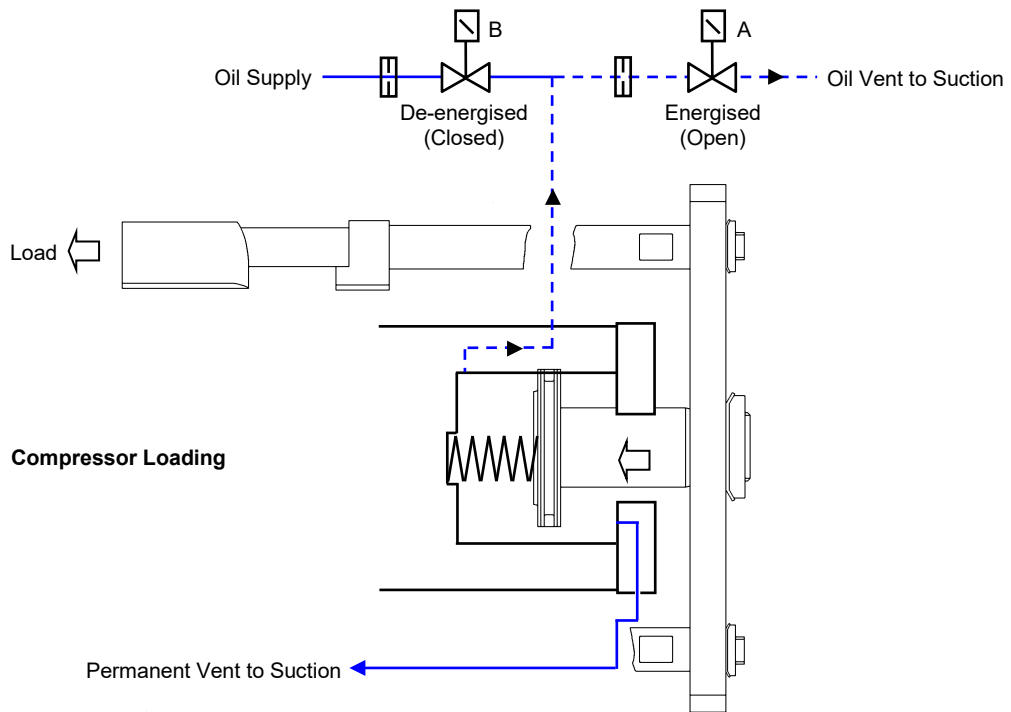 B
A
Oil Supply
Oil Vent to Suction
De-energised
(Closed)
Energised
(Open)
Load
Compressor Loading
Permanent Vent to Suction